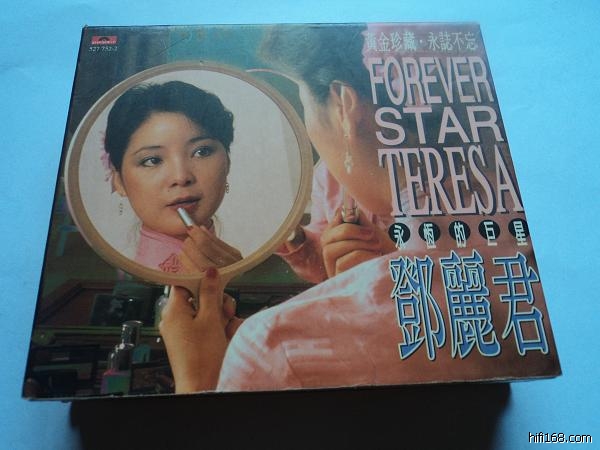 黃金珍藏·永誌不忘
527 752-2
FOREVER
STAR
TERESA
永恆的巨星
鄧麗君
hifi168.com